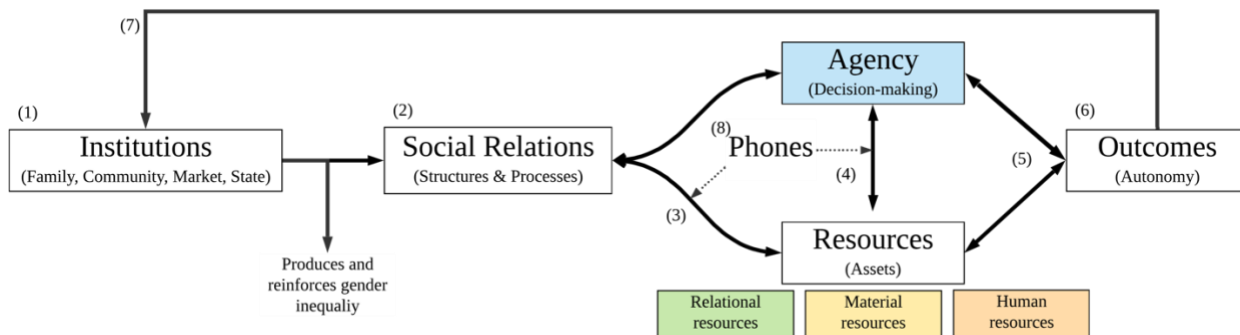 (7)
(1)
Institutions
(Family, Community, Market, State)
Produces and
reinforces gender
inequaliy
(2)
Social Relations
(Structures & Processes)
Agency
(Decision-making)
(8)
Phones
(4)
(3)
Resources
(Assets)
Relational
resources
Material
resources
Human
resources
(5)
(6)
Outcomes
(Autonomy)